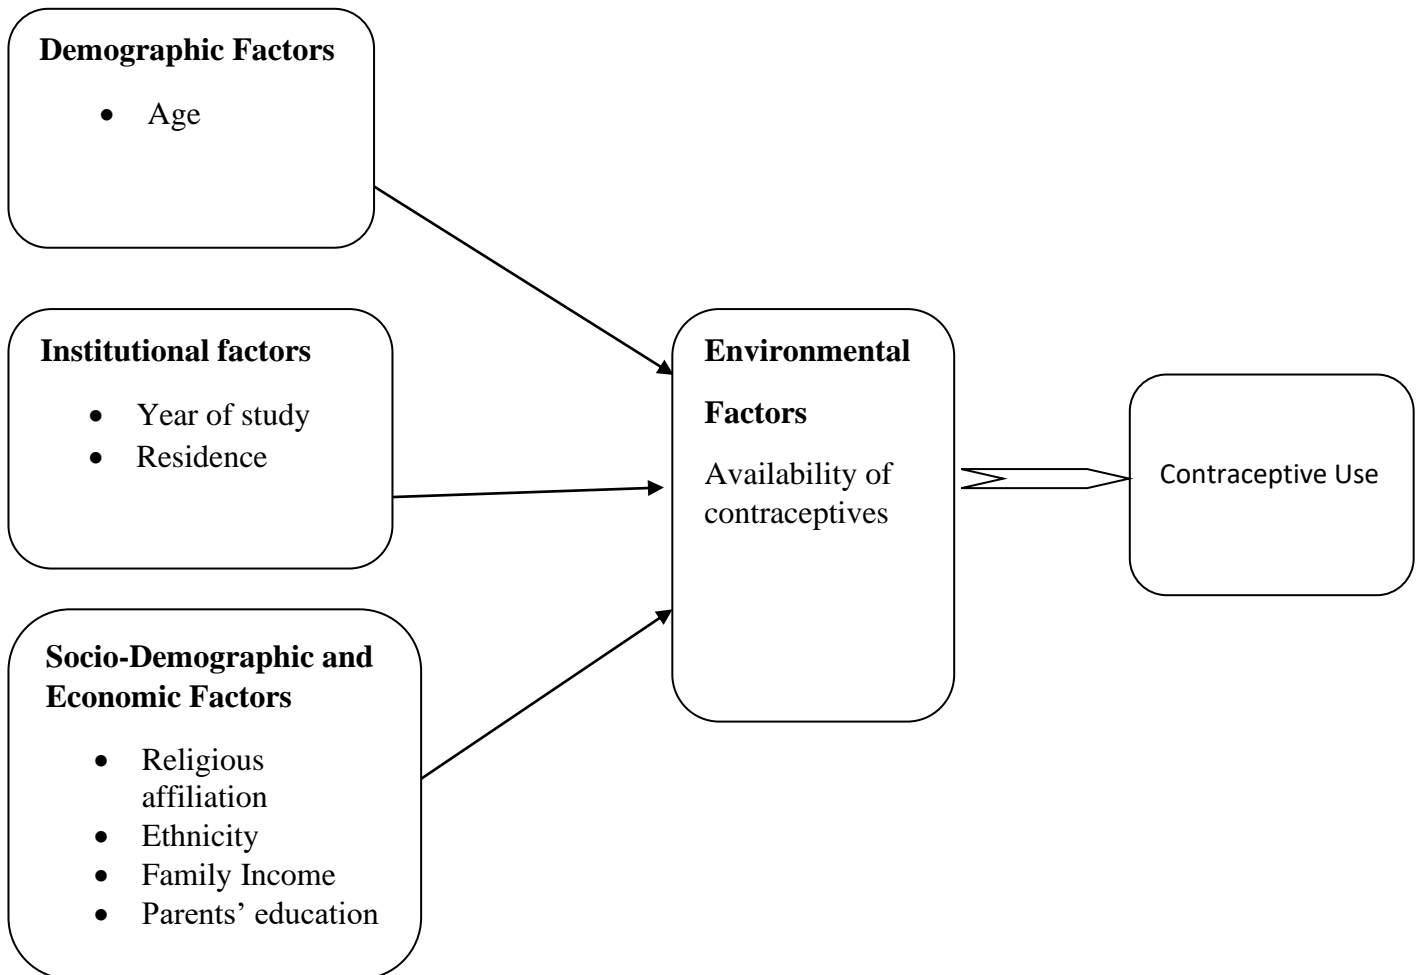 Demographic Factors
• Age
Institutional factors
• Year of study
• Residence
Socio-Demographic and
Economic Factors
• Religious
affiliation
• Ethnicity
• Family Income
• Parents’ education
Environmental
Factors
Availability of
contraceptives
Contraceptive Use